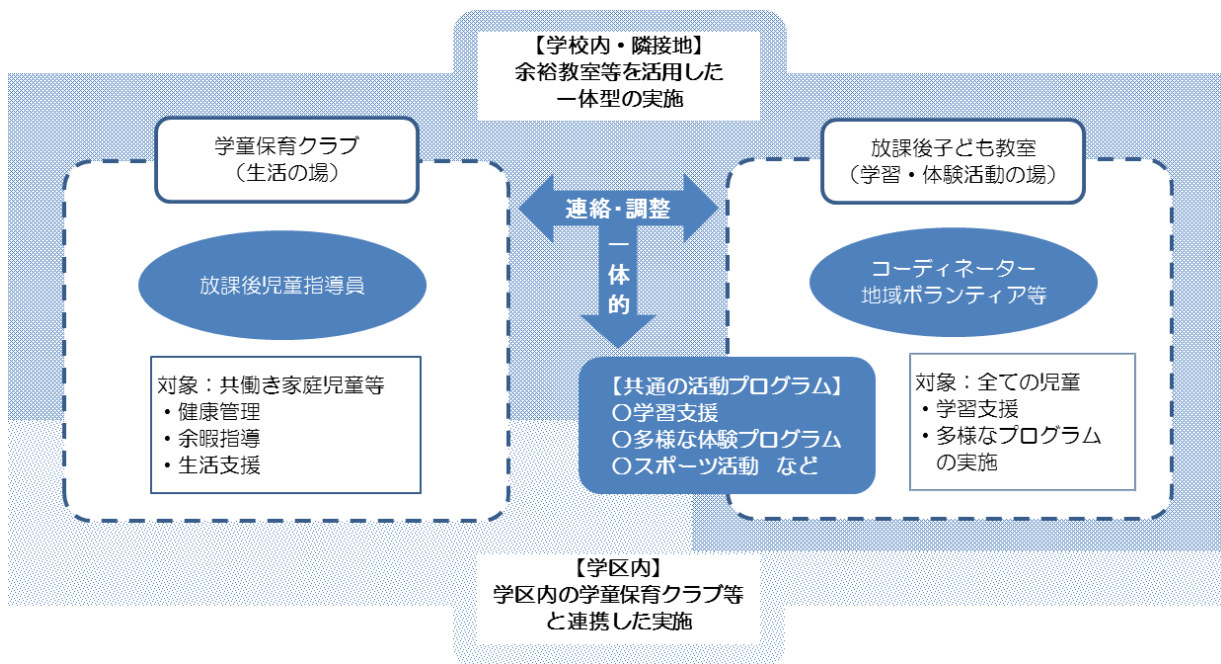 【学校内・隣接地】
余裕教室等を活用した
一体型の実施
学童保育クラブ
（生活の場）
放課後児童指導員
対象：共働き家庭児童等
・健康管理
・余暇指導
・生活支援
連絡・調整
一体的
【共通の活動プログラム】
○学習支援
○多様な体験プログラム
○スポーツ活動　など
放課後子ども教室
（学習・体験活動の場）
コーディネーター
地域ボランティア等
対象：全ての児童
・学習支援
・多様なプログラム
の実施
【学区内】
学区内の学童保育クラブ等
と連携した実施